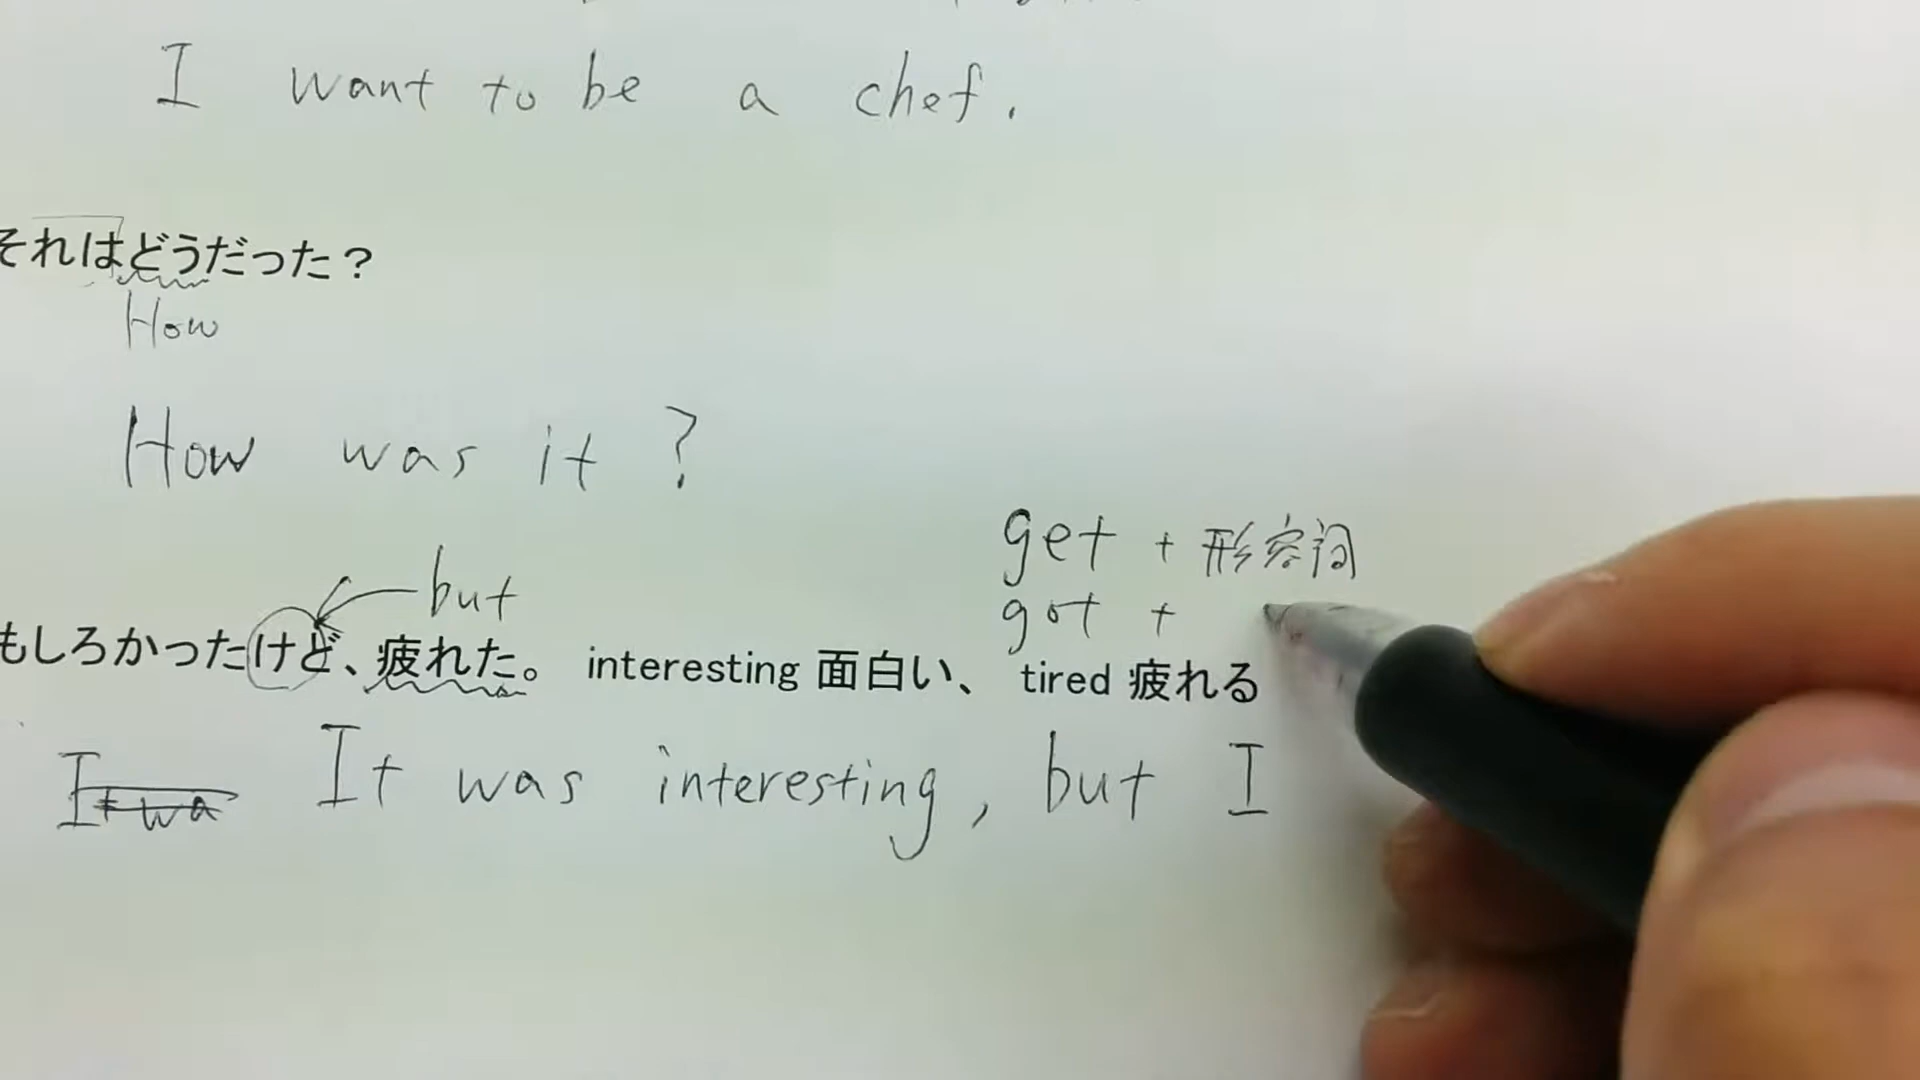 I want to be a chef.
それはどうだった？
How
How was it ?
get + 形容詞
but
got +
もしろかったけど、疲れた。 interesting 面白い、 tired 疲れる
It wa It was interesting, but I